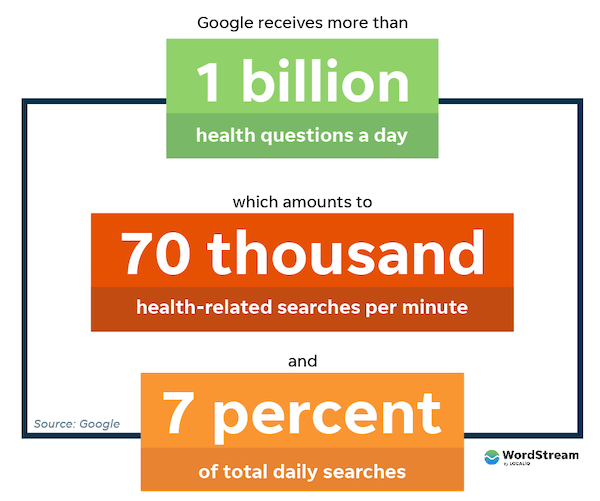 Google receives more than
1 billion
health questions a day
which amounts to
70 thousand
health-related searches per minute
and
7 percent
of total daily searches
Source: Google
WordStream
by LOCALiQ